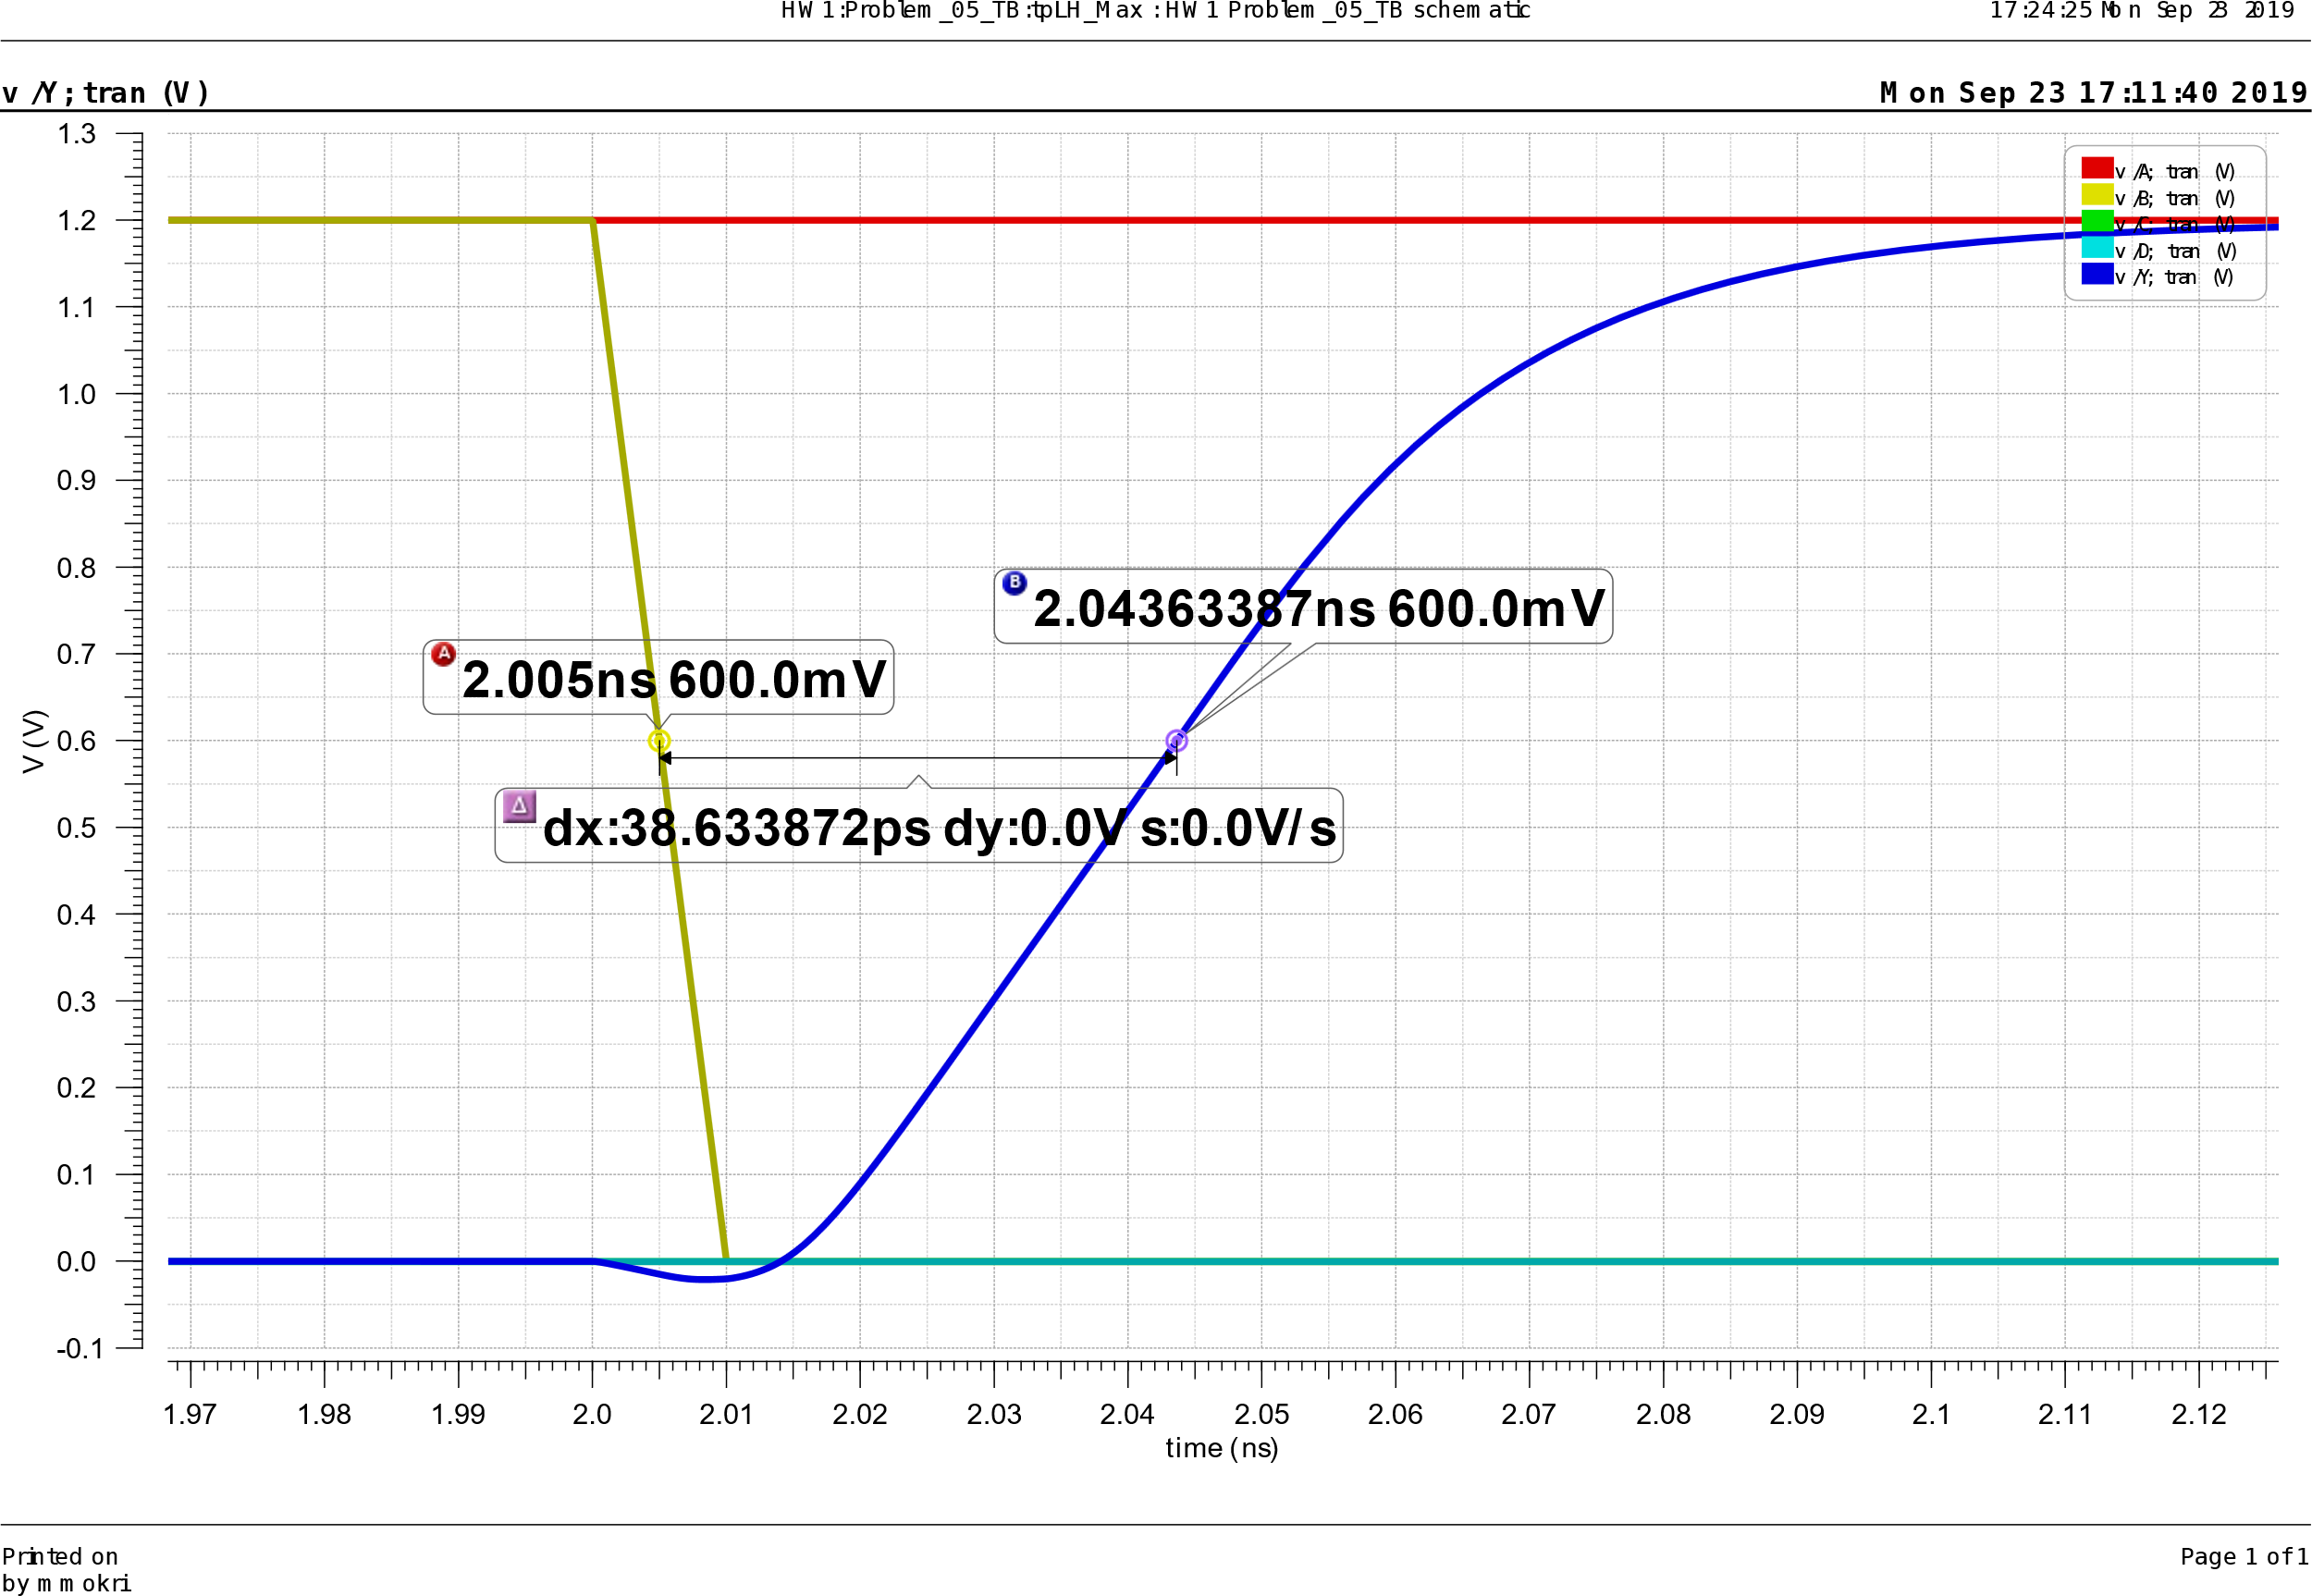 HW1:Problem_05_TB:tpLH_Max:HW1 Problem_05_TB schematic 17:24:25 Mon Sep 23 2019
v /Y; tran (V) Mon Sep 23 17:11:40 2019
1.3
1.2
1.1
1.0
0.9
0.8
0.7
0.6
0.5
0.4
0.3
0.2
0.1
0.0
-0.1
V (V)
v /A; tran (V)
v /B; tran (V)
v /C; tran (V)
v /D; tran (V)
v /Y; tran (V)
B 2.04363387ns 600.0mV
A 2.005ns 600.0mV
Δ dx:38.633872ps dy:0.0V s:0.0V/s
1.97 1.98 1.99 2.0 2.01 2.02 2.03 2.04 2.05 2.06 2.07 2.08 2.09 2.1 2.11 2.12
time (ns)
Printed on
by mmokri
Page 1 of 1